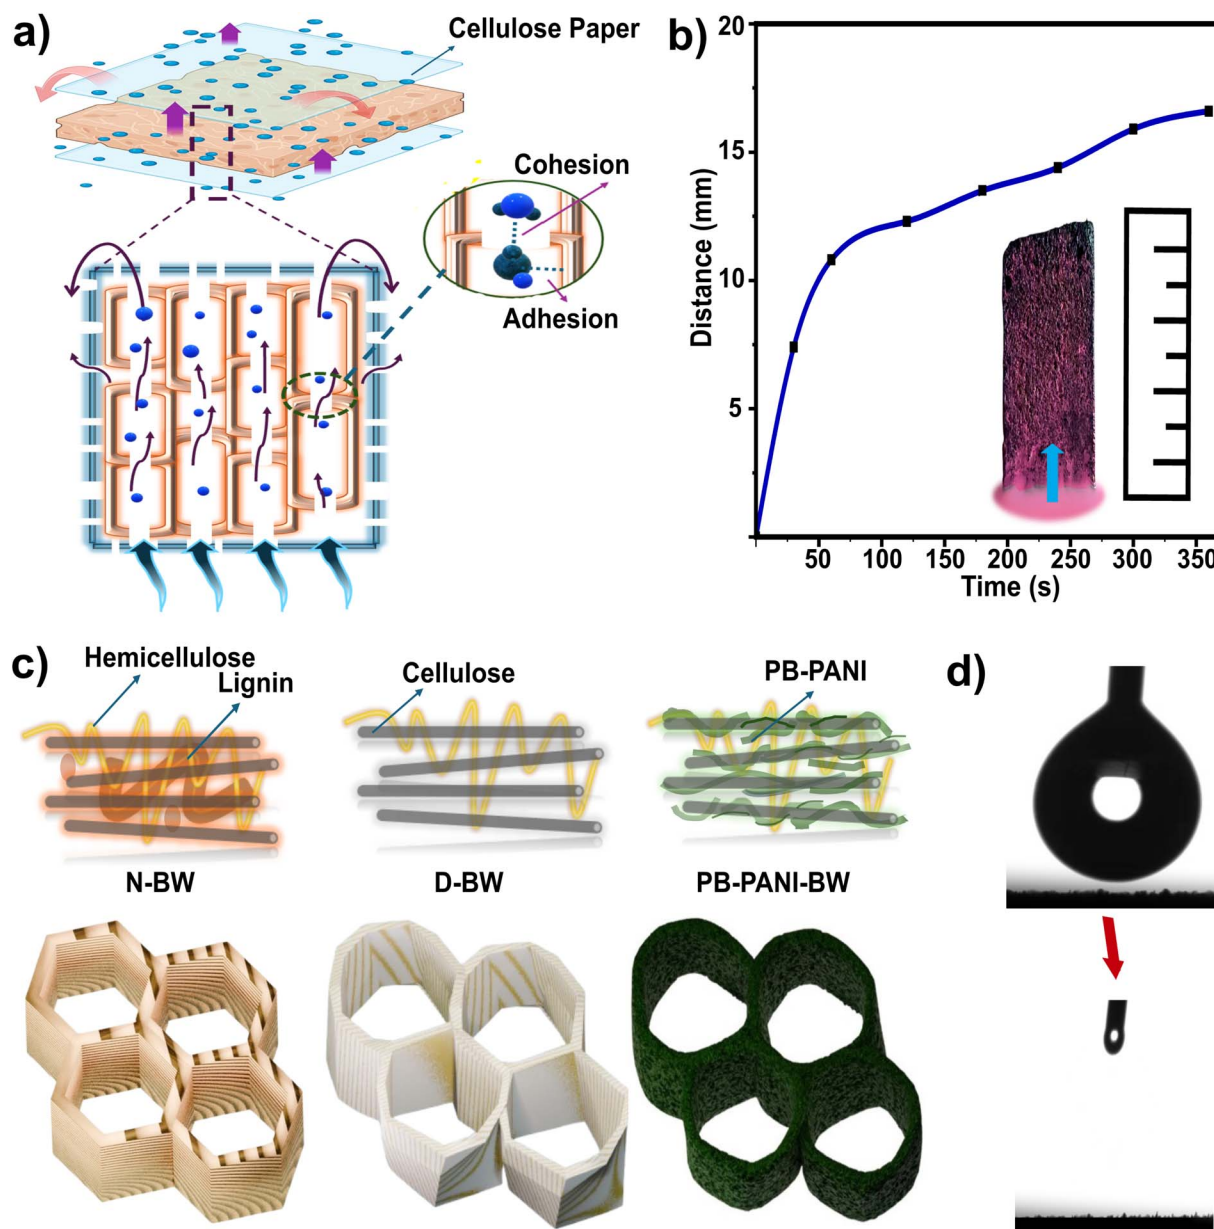 a)
Cellulose Paper
Cohesion
Adhesion
b)
Distance (mm)
20
15
10
5
50
100
150
200
250
300
350
Time (s)
c)
Hemicellulose
Lignin
Cellulose
PB-PANI
N-BW
D-BW
PB-PANI-BW
d)